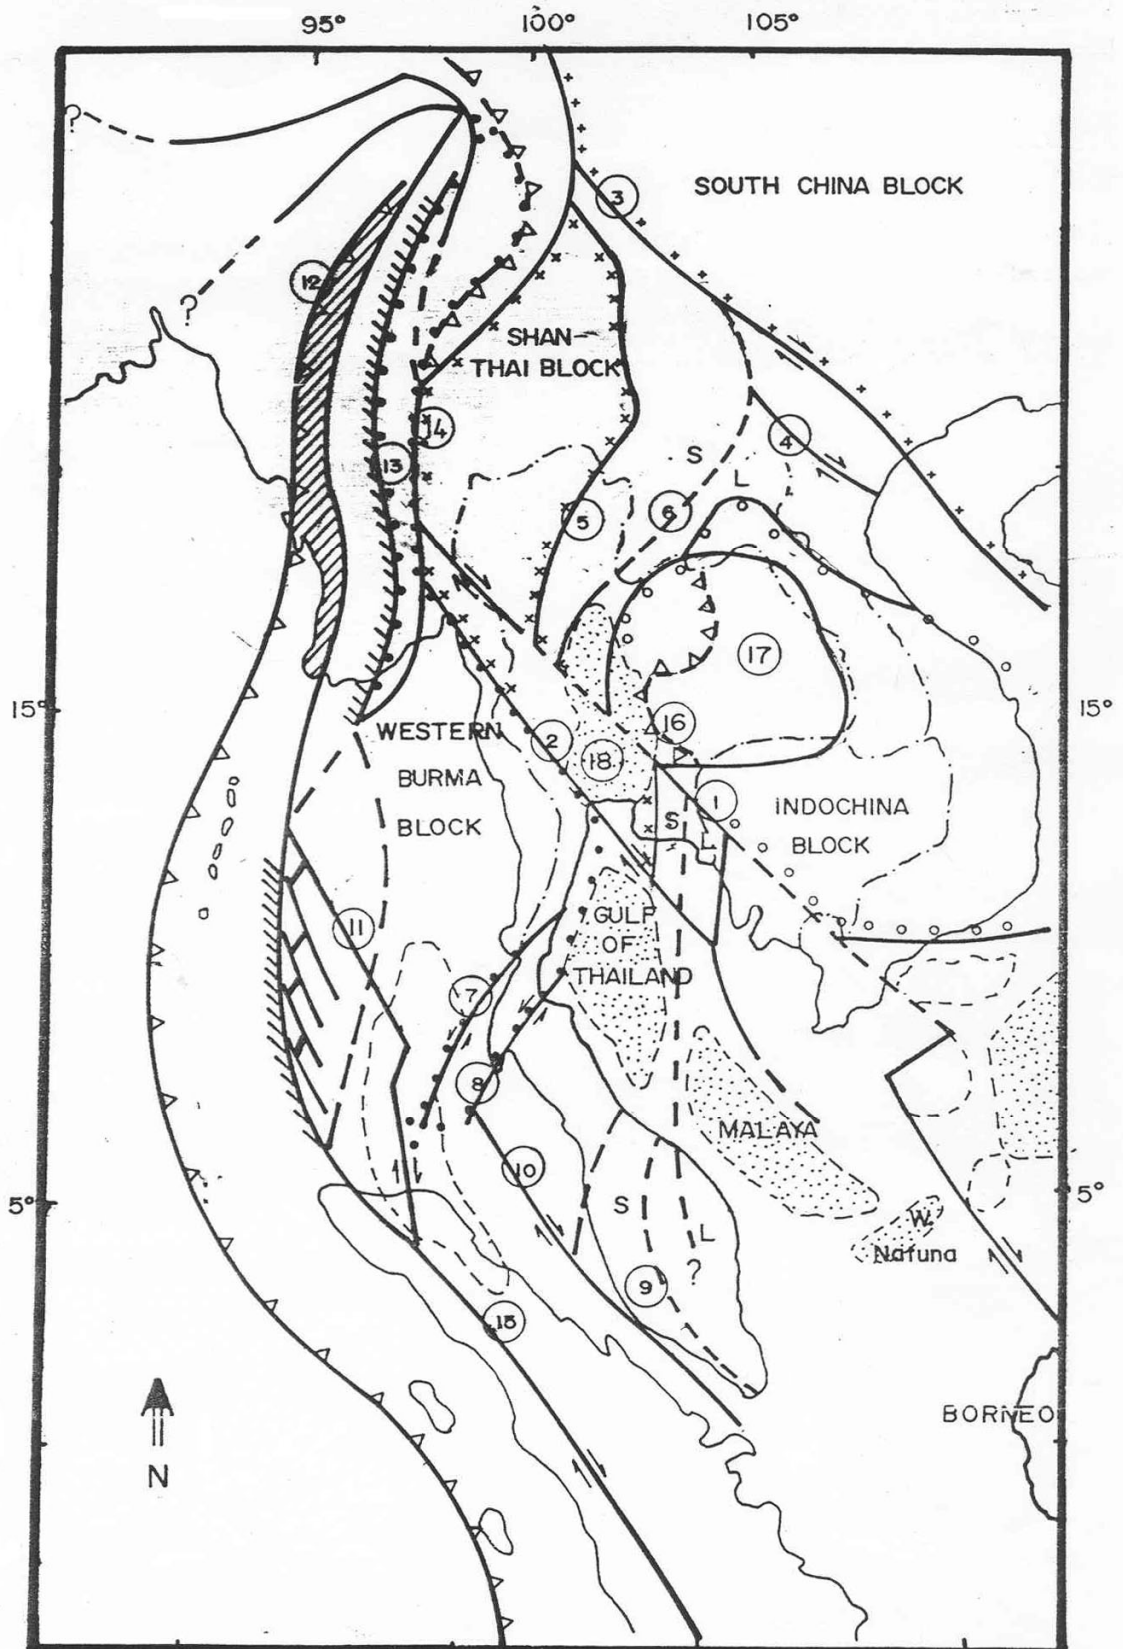 95° 100° 105°
?
SOUTH CHINA BLOCK
3
12
?
SHAN-
THAI BLOCK
14
4
S
13
L
5
6
17
15° 15°
16
WESTERN
2
18
BURMA
1
INDOCHINA
BLOCK
S
BLOCK
L
GULF
11
OF
THAILAND
7
8
MALAYA
10
5° 5°
S
W.
L
Natuna
?
9
15
BORNEO
N